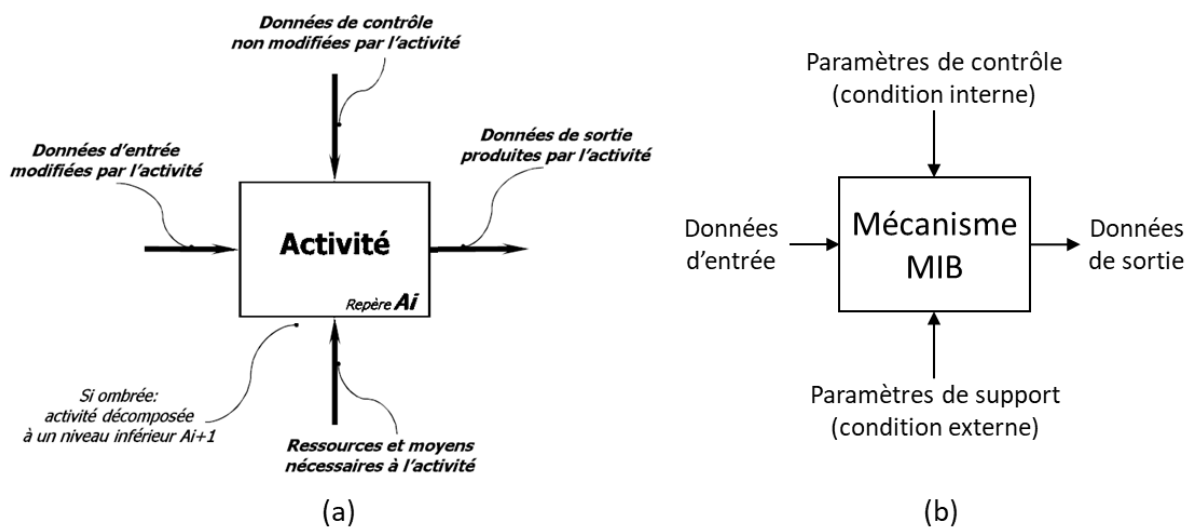 Données de contrôle
non modifiées par l'activité
Données d'entrée
modifiées par l'activité
Données de sortie
produites par l'activité
Activité
Repère Ai
Si ombrée:
activité décomposée
à un niveau inférieur Ai+1
Ressources et moyens
nécessaires à l'activité
(a)
Paramètres de contrôle
(condition interne)
Données
d’entrée
Mécanisme
MIB
Données
de sortie
Paramètres de support
(condition externe)
(b)